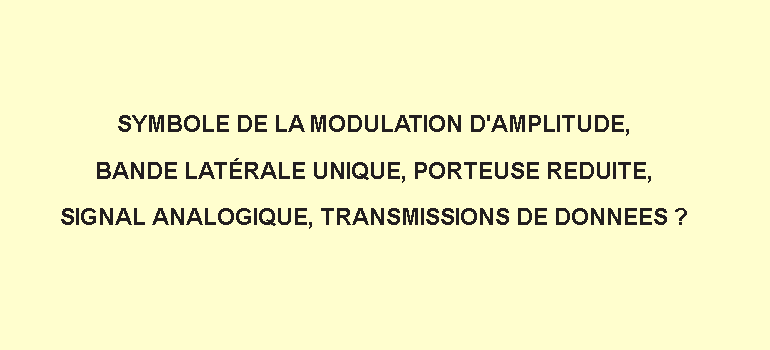 SYMBOLE DE LA MODULATION D'AMPLITUDE,
BANDE LATÉRALE UNIQUE, PORTEUSE REDUITE,
SIGNAL ANALOGIQUE, TRANSMISSIONS DE DONNEES ?